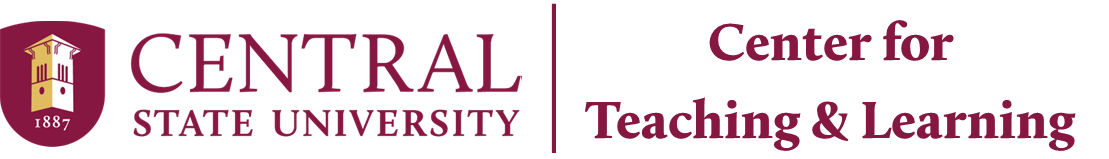 1887
CENTRAL
STATE UNIVERSITY
Center for
Teaching & Learning